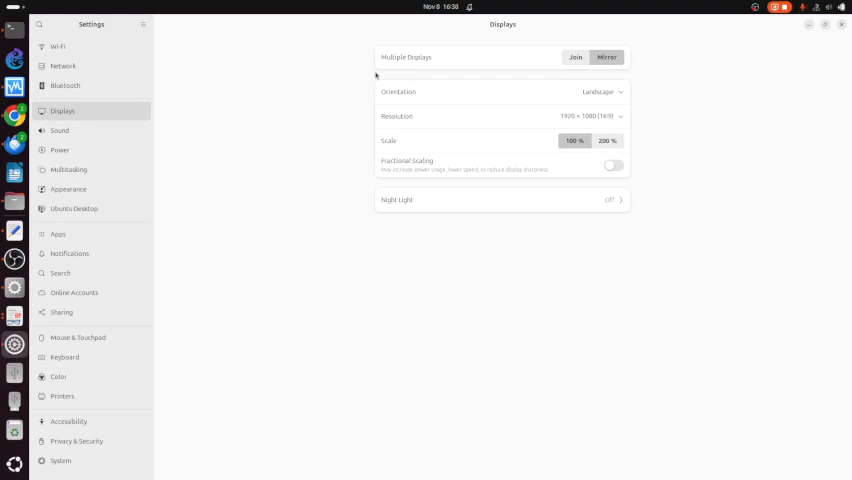 Nov 8 16:38
Settings
Displays
Wi-Fi
Network
Bluetooth
Displays
Sound
Power
Multitasking
Appearance
Ubuntu Desktop
Apps
Notifications
Search
Online Accounts
Sharing
Mouse & Touchpad
Keyboard
Color
Printers
Accessibility
Privacy & Security
System
Multiple Displays Join Mirror
Orientation Landscape
Resolution 1920 × 1080 (16:9)
Scale 100 % 200 %
Fractional Scaling
May increase power usage, lower speed, or reduce display sharpness.
Night Light Off
2
2